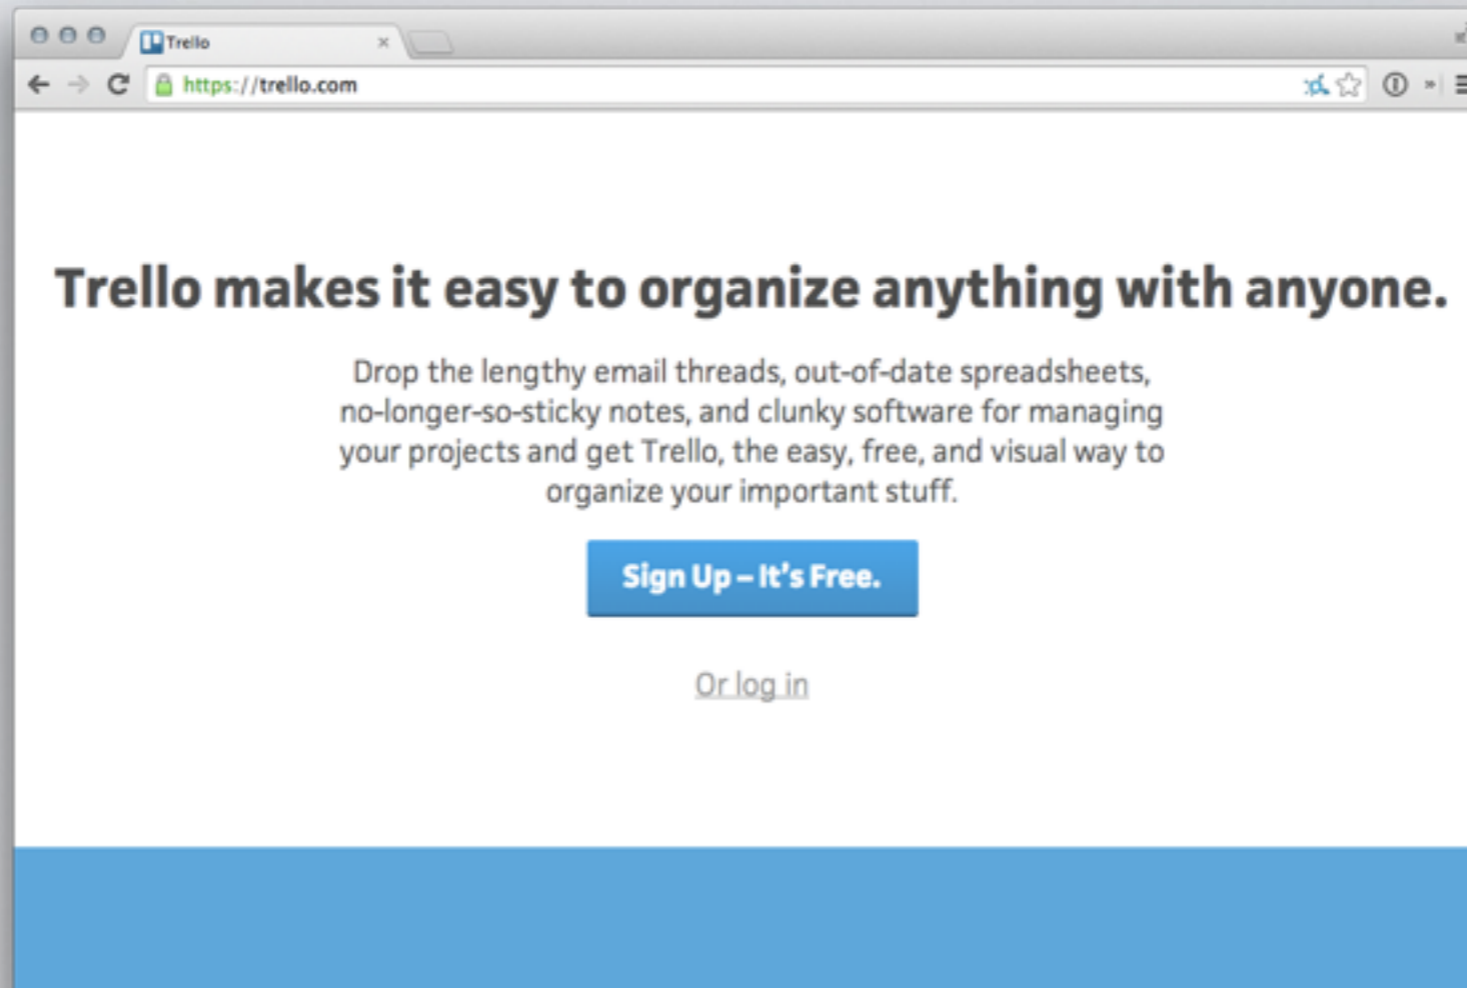 Trello
https://trello.com
Trello makes it easy to organize anything with anyone.
Drop the lengthy email threads, out-of-date spreadsheets,
no-longer-so-sticky notes, and clunky software for managing
your projects and get Trello, the easy, free, and visual way to
organize your important stuff.
Sign Up – It’s Free.
Or log in